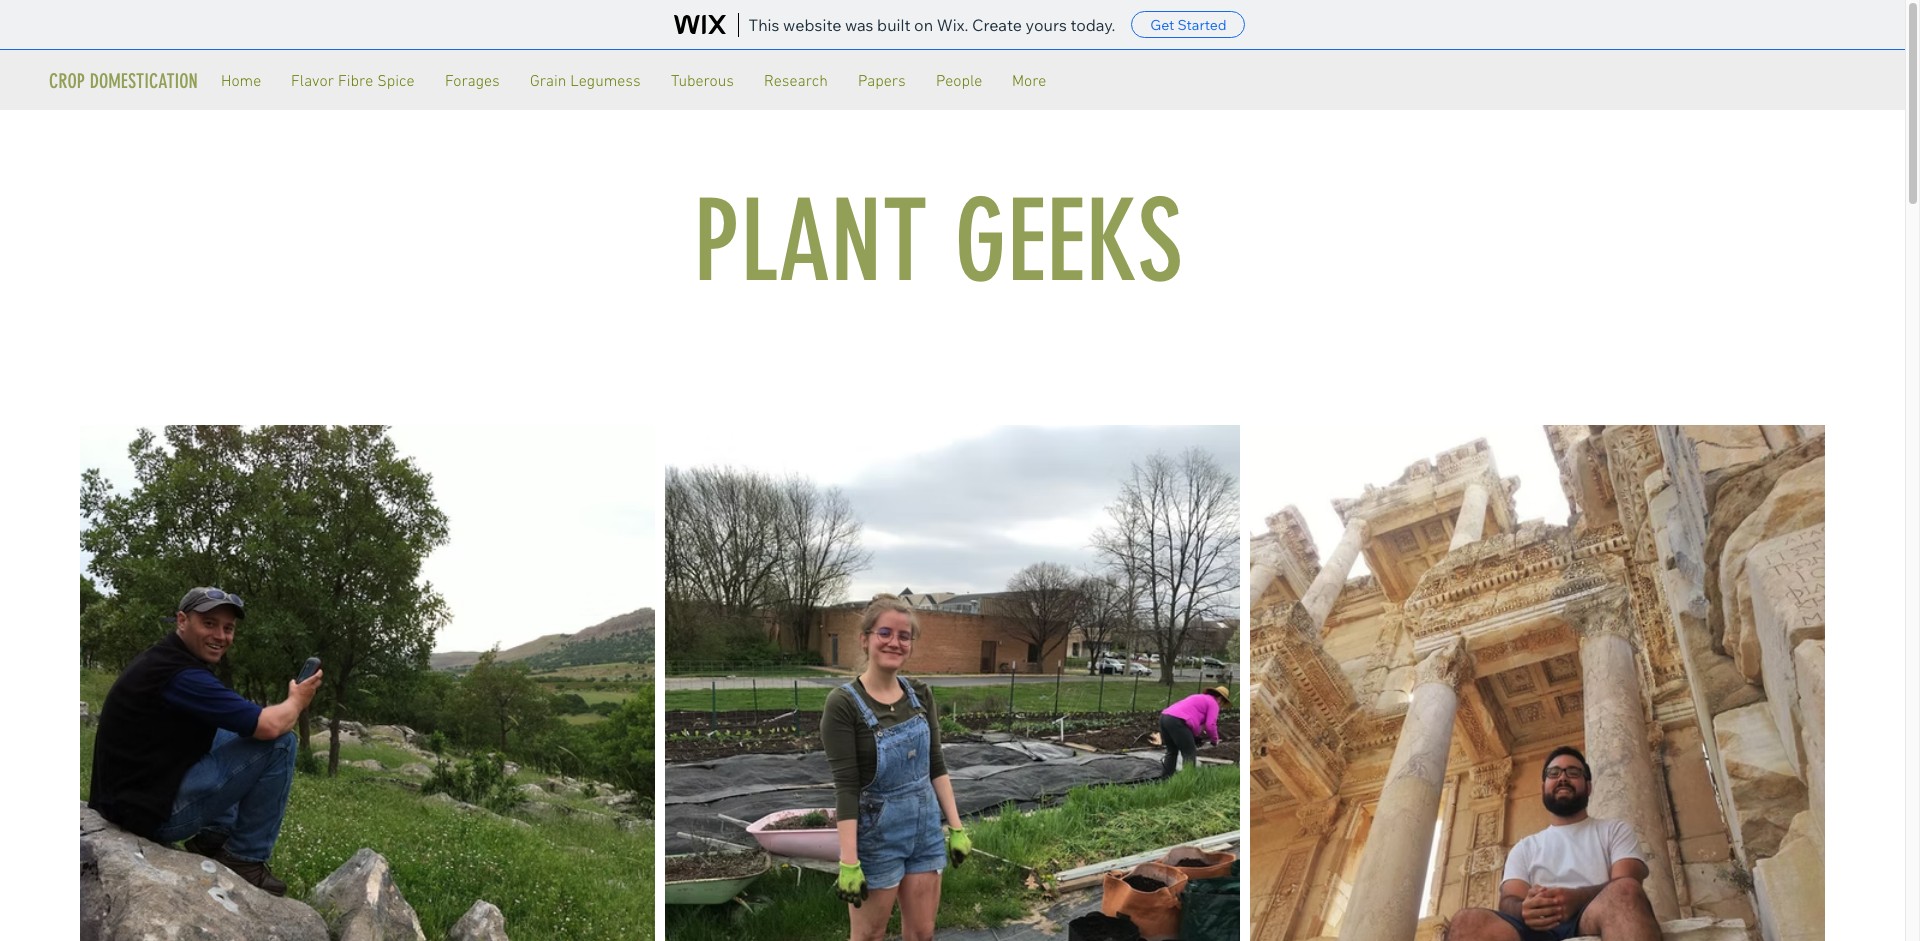 WIX
This website was built on Wix. Create yours today.
Get Started
CROP DOMESTICATION
Home
Flavor Fibre Spice
Forages
Grain Legumess
Tuberous
Research
Papers
People
More
PLANT GEEKS